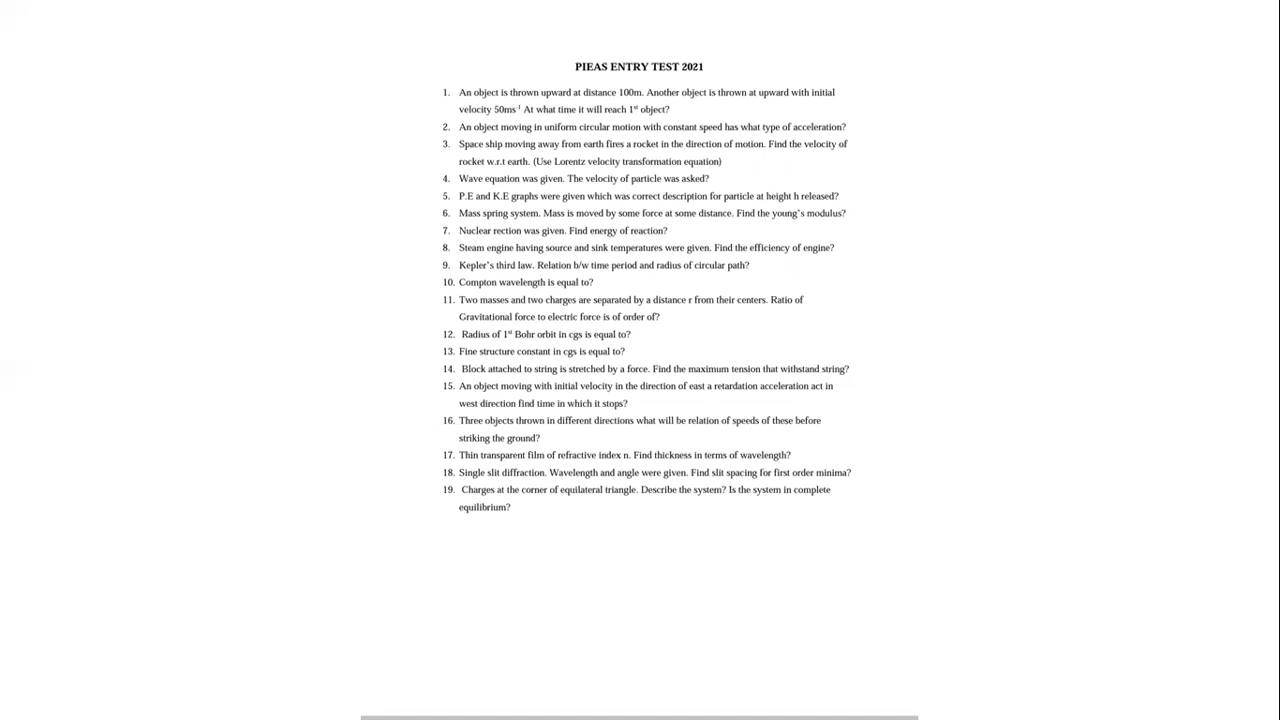 PIEAS ENTRY TEST 2021
1. An object is thrown upward at distance 100m. Another object is thrown at upward with initial
velocity 50ms⁻¹ At what time it will reach 1ˢᵗ object?
2. An object moving in uniform circular motion with constant speed has what type of acceleration?
3. Space ship moving away from earth fires a rocket in the direction of motion. Find the velocity of
rocket w.r.t earth. (Use Lorentz velocity transformation equation)
4. Wave equation was given. The velocity of particle was asked?
5. P.E and K.E graphs were given which was correct description for particle at height h released?
6. Mass spring system. Mass is moved by some force at some distance. Find the young's modulus?
7. Nuclear rection was given. Find energy of reaction?
8. Steam engine having source and sink temperatures were given. Find the efficiency of engine?
9. Kepler's third law. Relation b/w time period and radius of circular path?
10. Compton wavelength is equal to?
11. Two masses and two charges are separated by a distance r from their centers. Ratio of
Gravitational force to electric force is of order of?
12. Radius of 1ˢᵗ Bohr orbit in cgs is equal to?
13. Fine structure constant in cgs is equal to?
14. Block attached to string is stretched by a force. Find the maximum tension that withstand string?
15. An object moving with initial velocity in the direction of east a retardation acceleration act in
west direction find time in which it stops?
16. Three objects thrown in different directions what will be relation of speeds of these before
striking the ground?
17. Thin transparent film of refractive index n. Find thickness in terms of wavelength?
18. Single slit diffraction. Wavelength and angle were given. Find slit spacing for first order minima?
19. Charges at the corner of equilateral triangle. Describe the system? Is the system in complete
equilibrium?